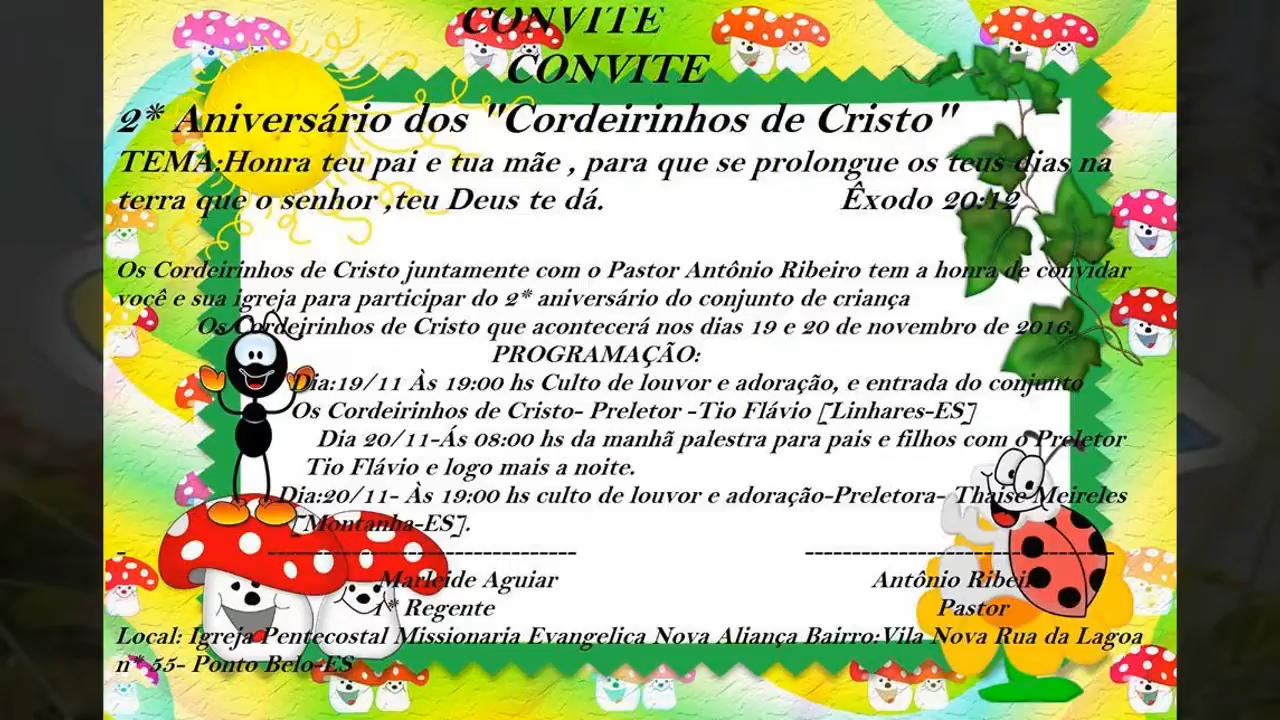 CONVITE
CONVITE
2* Aniversário dos "Cordeirinhos de Cristo"
TEMA:Honra teu pai e tua mãe , para que se prolongue os teus dias na
terra que o senhor ,teu Deus te dá. Êxodo 20:12
Os Cordeirinhos de Cristo juntamente com o Pastor Antônio Ribeiro tem a honra de convidar
você e sua igreja para participar do 2* aniversário do conjunto de criança
Os Cordeirinhos de Cristo que acontecerá nos dias 19 e 20 de novembro de 2016.
PROGRAMAÇÃO:
Dia:19/11 Às 19:00 hs Culto de louvor e adoração, e entrada do conjunto
Os Cordeirinhos de Cristo- Preletor -Tio Flávio [Linhares-ES]
Dia 20/11-Ás 08:00 hs da manhã palestra para pais e filhos com o Preletor
Tio Flávio e logo mais a noite.
Dia:20/11- Às 19:00 hs culto de louvor e adoração-Preletora- Thaise Meireles
[Montanha-ES].
- --------------------------------- ---------------------------------
Marleide Aguiar Antônio Ribeiro
1* Regente Pastor
Local: Igreja Pentecostal Missionaria Evangelica Nova Aliança Bairro:Vila Nova Rua da Lagoa
n* 55- Ponto Belo-ES